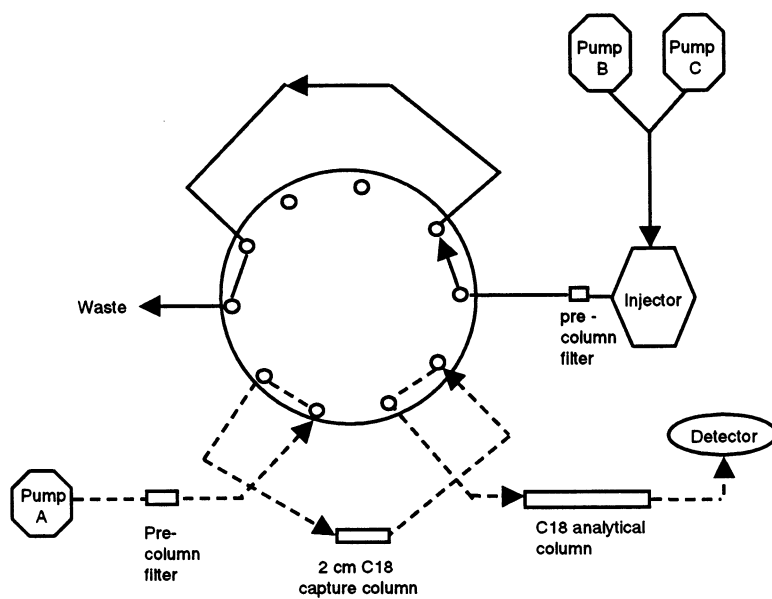 Pump
B
Pump
C
Waste
Injector
pre -
column
filter
Detector
Pump
A
Pre-
column
filter
2 cm C18
capture column
C18 analytical
column